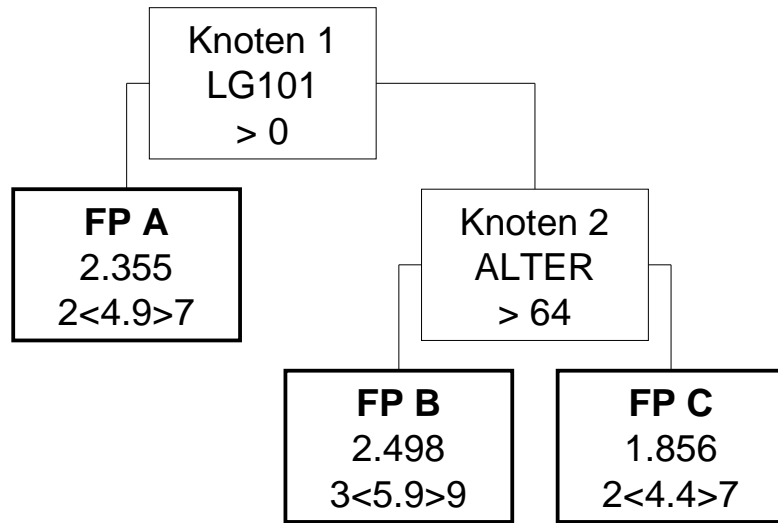 Knoten 1
LG101
> 0
FP A
2.355
2<4.9>7
Knoten 2
ALTER
> 64
FP B
2.498
3<5.9>9
FP C
1.856
2<4.4>7